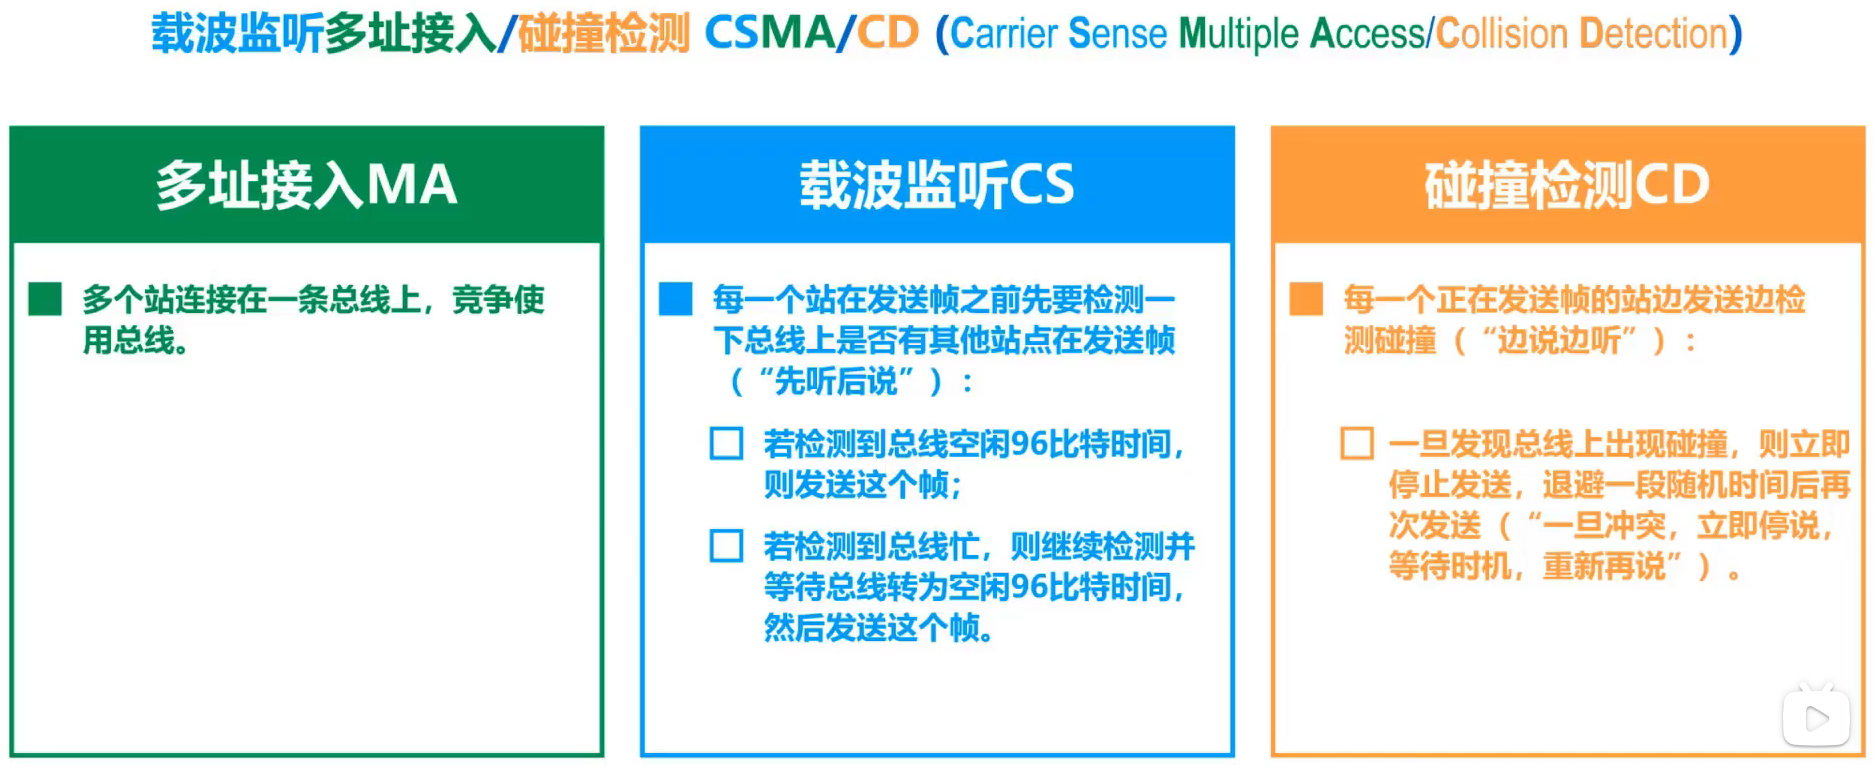 载波监听多址接入/碰撞检测 CSMA/CD (Carrier Sense Multiple Access/Collision Detection)
多址接入MA
多个站连接在一条总线上，竞争使
用总线。
载波监听CS
每一个站在发送帧之前先要检测一
下总线上是否有其他站点在发送帧
（“先听后说”）：
若检测到总线空闲96比特时间，
则发送这个帧；
若检测到总线忙，则继续检测并
等待总线转为空闲96比特时间，
然后发送这个帧。
碰撞检测CD
每一个正在发送帧的站边发送边检
测碰撞（“边说边听”）：
一旦发现总线上出现碰撞，则立即
停止发送，退避一段随机时间后再
次发送（“一旦冲突，立即停说，
等待时机，重新再说”）。